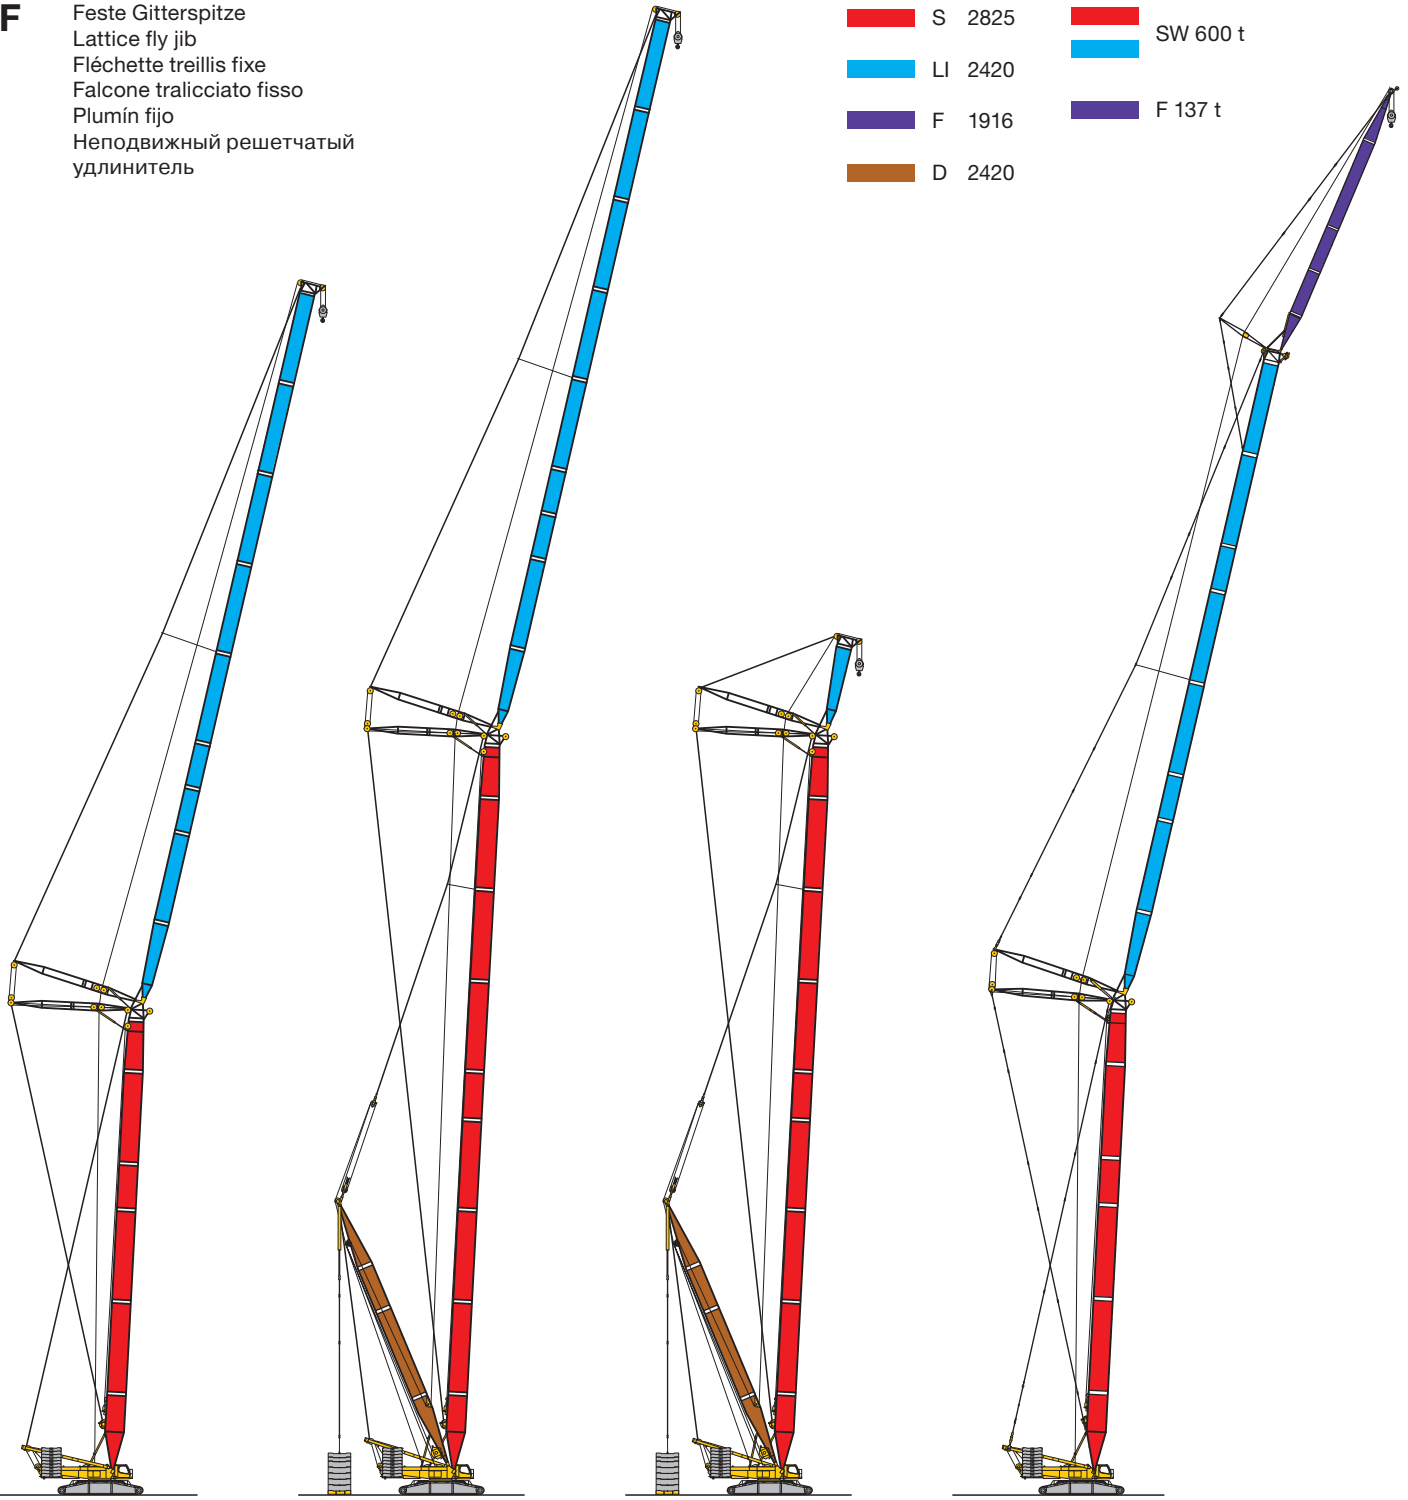 F
Feste Gitterspitze
Lattice fly jib
Fléchette treillis fixe
Falcone tralicciato fisso
Plumín fijo
Неподвижный решетчатый
удлинитель
S 2825
LI 2420
F 1916
D 2420
SW 600 t
F 137 t